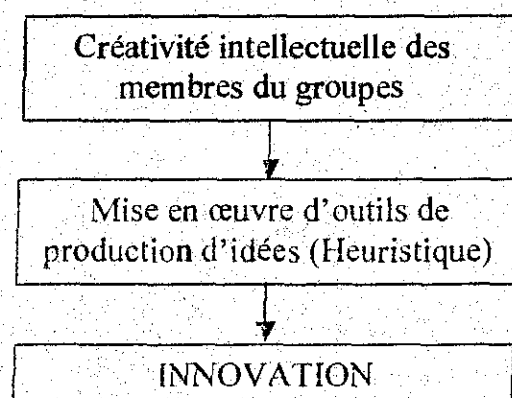 Créativité intellectuelle des
membres du groupes
Mise en œuvre d'outils de
production d'idées (Heuristique)
INNOVATION